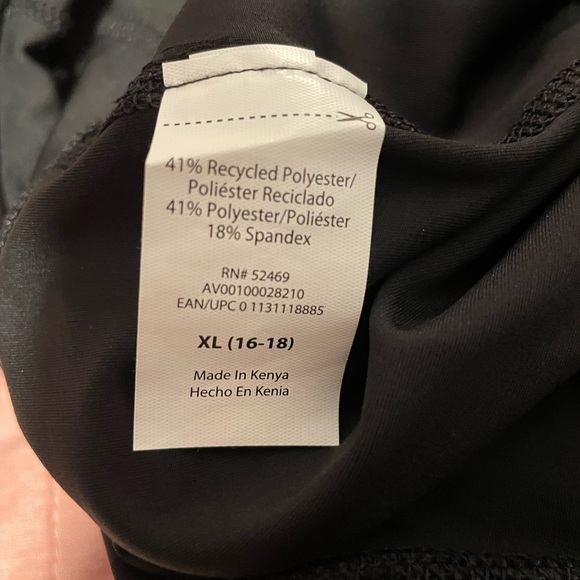 41% Recycled Polyester/
Poliéster Reciclado
41% Polyester/Poliéster
18% Spandex
RN# 52469
AV00100028210
EAN/UPC 0 1131118885
XL (16-18)
Made In Kenya
Hecho En Kenia